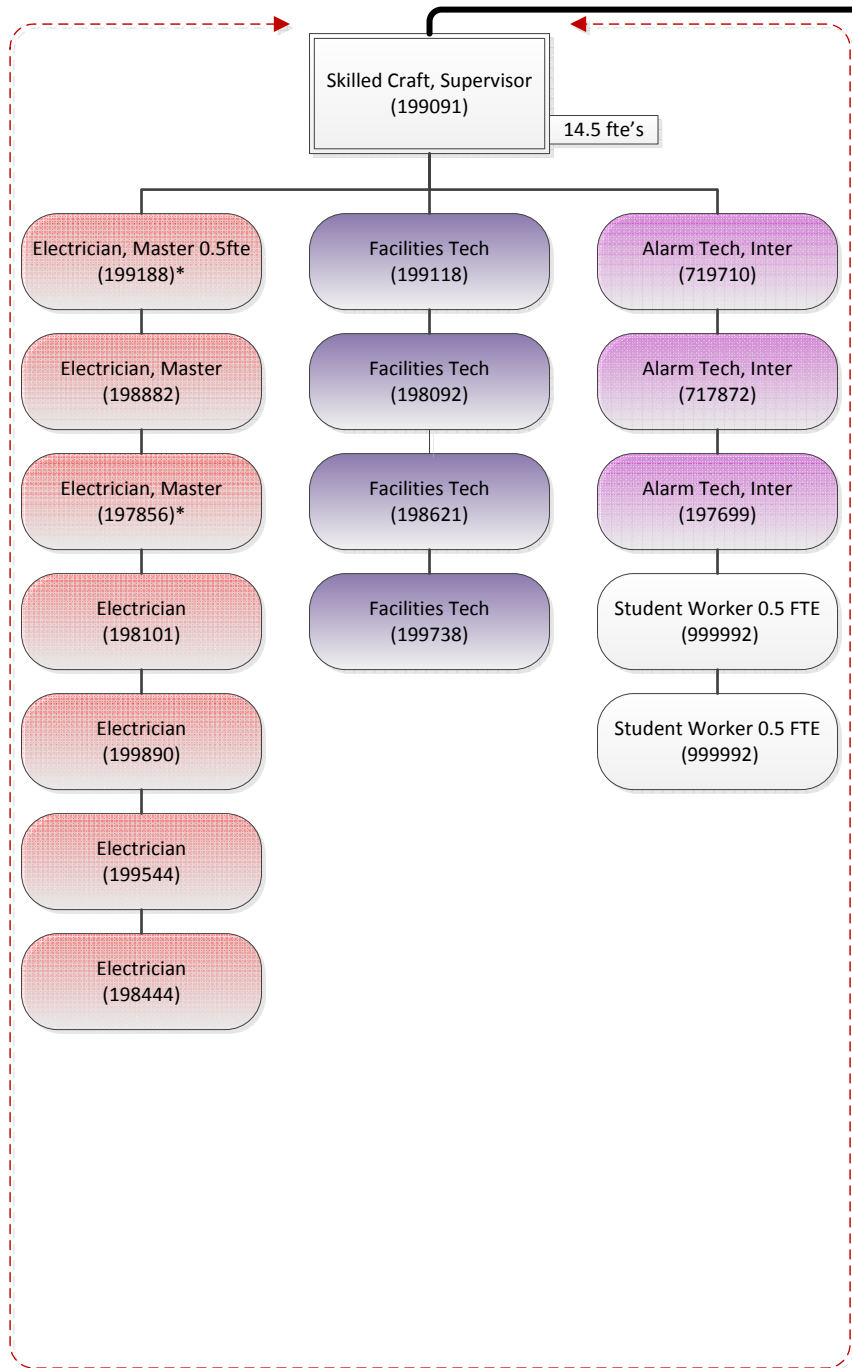 Skilled Craft, Supervisor
(199091)
14.5 fte's
Electrician, Master 0.5fte
(199188)*
Electrician, Master
(198882)
Electrician, Master
(197856)*
Electrician
(198101)
Electrician
(199890)
Electrician
(199544)
Electrician
(198444)
Facilities Tech
(199118)
Facilities Tech
(198092)
Facilities Tech
(198621)
Facilities Tech
(199738)
Alarm Tech, Inter
(719710)
Alarm Tech, Inter
(717872)
Alarm Tech, Inter
(197699)
Student Worker 0.5 FTE
(999992)
Student Worker 0.5 FTE
(999992)